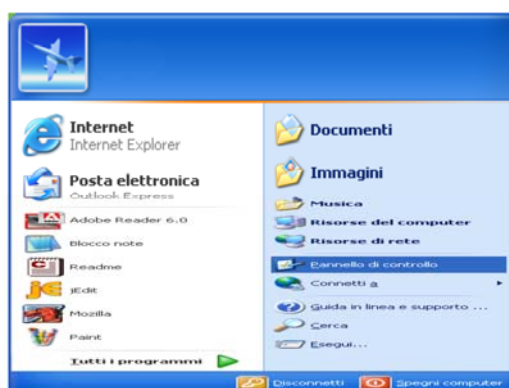 Internet
Internet Explorer
Posta elettronica
Outlook Express
Adobe Reader 6.0
Blocco note
Readme
jEdit
Mozilla
Paint
Tutti i programmi
Documenti
Immagini
Musica
Risorse del computer
Risorse di rete
Pannello di controllo
Connetti a
Guida in linea e supporto ...
Cerca
Esegui...
Disconnetti
Spegni computer